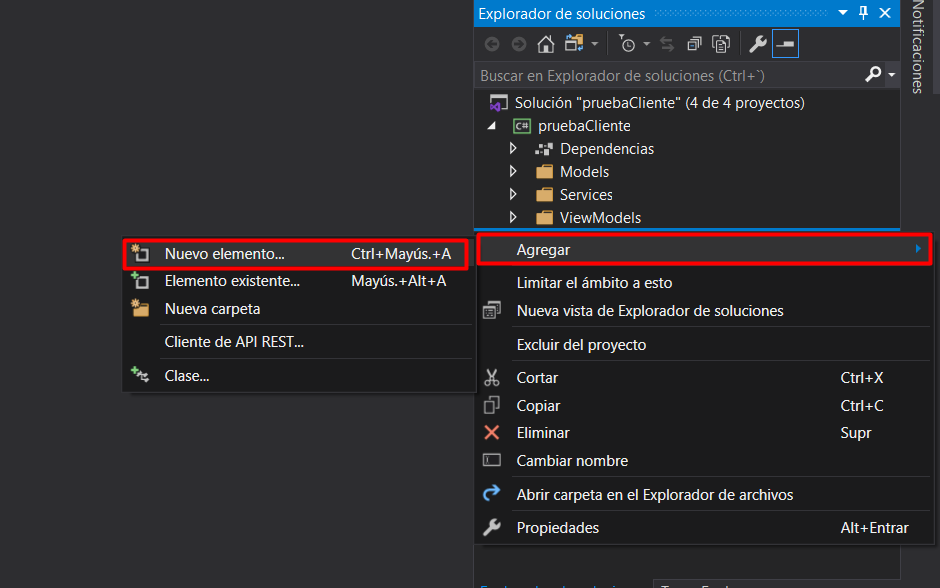 Explorador de soluciones
Notificaciones
Buscar en Explorador de soluciones (Ctrl+`)
Solución "pruebaCliente" (4 de 4 proyectos)
C# pruebaCliente
Dependencias
Models
Services
ViewModels
Agregar
Limitar el ámbito a esto
Nueva vista de Explorador de soluciones
Excluir del proyecto
Cortar Ctrl+X
Copiar Ctrl+C
Eliminar Supr
Cambiar nombre
Abrir carpeta en el Explorador de archivos
Propiedades Alt+Entrar
Nuevo elemento... Ctrl+Mayús.+A
Elemento existente... Mayús.+Alt+A
Nueva carpeta
Cliente de API REST...
Clase...